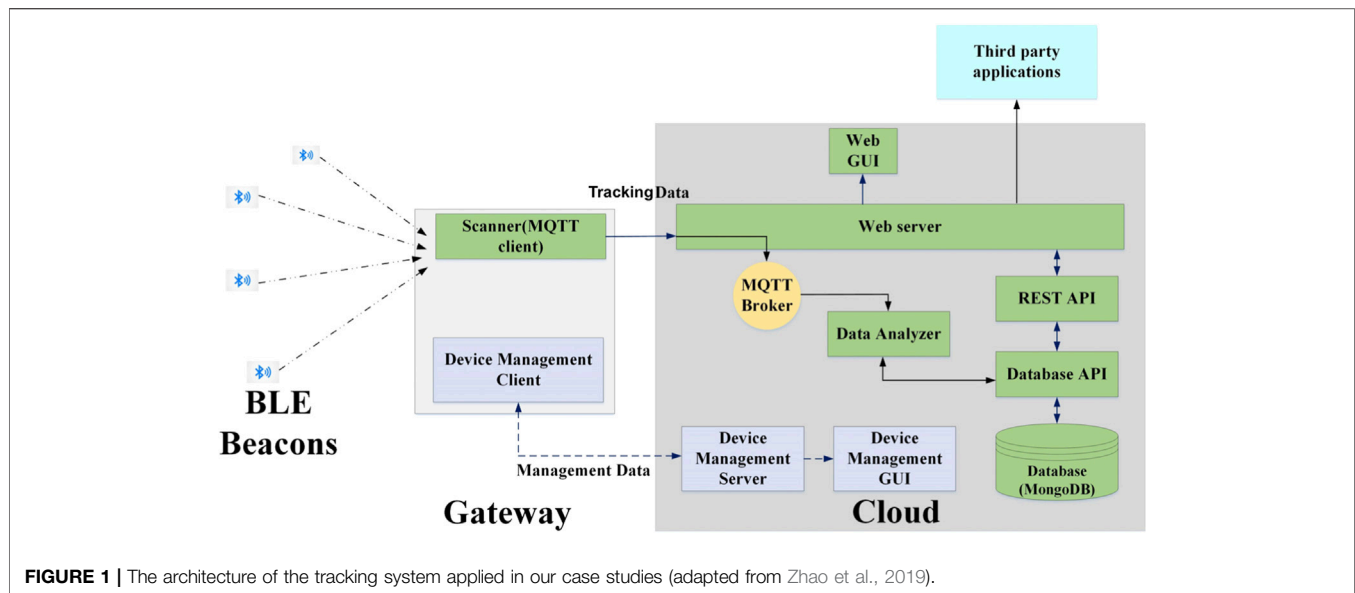 Third party
applications
Web
GUI
Tracking Data
Scanner(MQTT
client)
Web server
MQTT
Broker
REST API
Data Analyzer
Device Management
Client
Database API
BLE
Beacons
Device
Management
Server
Device
Management
GUI
Management Data
Database
(MongoDB)
Gateway
Cloud
FIGURE 1 | The architecture of the tracking system applied in our case studies (adapted from Zhao et al., 2019).